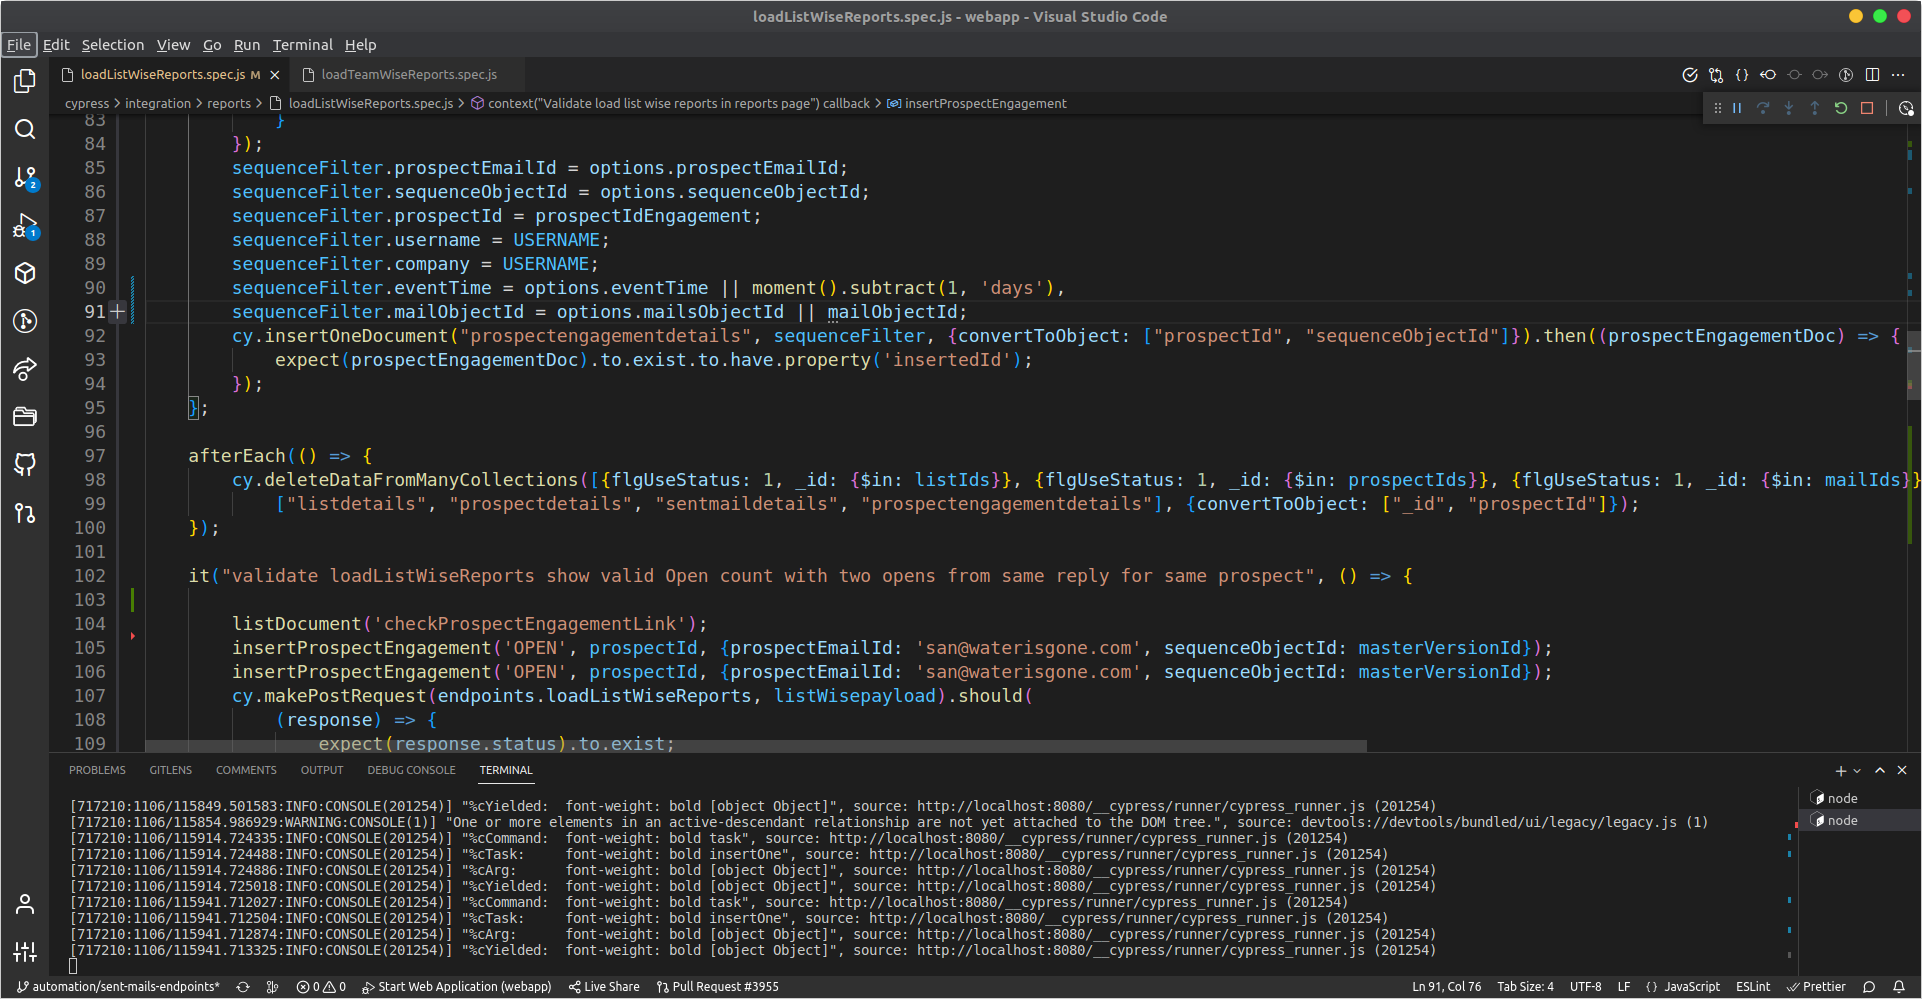 loadListWiseReports.spec.js - webapp - Visual Studio Code
File Edit Selection View Go Run Terminal Help
loadListWiseReports.spec.js M loadTeamWiseReports.spec.js
cypress > integration > reports > loadListWiseReports.spec.js > context("Validate load list wise reports in reports page") callback > insertProspectEngagement
83 }
84 });
85 sequenceFilter.prospectEmailId = options.prospectEmailId;
86 sequenceFilter.sequenceObjectId = options.sequenceObjectId;
87 sequenceFilter.prospectId = prospectIdEngagement;
88 sequenceFilter.username = USERNAME;
89 sequenceFilter.company = USERNAME;
90 sequenceFilter.eventTime = options.eventTime || moment().subtract(1, 'days'),
91 sequenceFilter.mailObjectId = options.mailsObjectId || mailObjectId;
92 cy.insertOneDocument("prospectengagementdetails", sequenceFilter, {convertToObject: ["prospectId", "sequenceObjectId"]}).then((prospectEngagementDoc) => {
93 expect(prospectEngagementDoc).to.exist.to.have.property('insertedId');
94 });
95 };
96
97 afterEach(() => {
98 cy.deleteDataFromManyCollections([{flgUseStatus: 1, _id: {$in: listIds}}, {flgUseStatus: 1, _id: {$in: prospectIds}}, {flgUseStatus: 1, _id: {$in: mailIds}}
99 ["listdetails", "prospectdetails", "sentmaildetails", "prospectengagementdetails"], {convertToObject: ["_id", "prospectId"]});
100 });
101
102 it("validate loadListWiseReports show valid Open count with two opens from same reply for same prospect", () => {
103
104 listDocument('checkProspectEngagementLink');
105 insertProspectEngagement('OPEN', prospectId, {prospectEmailId: 'san@waterisgone.com', sequenceObjectId: masterVersionId});
106 insertProspectEngagement('OPEN', prospectId, {prospectEmailId: 'san@waterisgone.com', sequenceObjectId: masterVersionId});
107 cy.makePostRequest(endpoints.loadListWiseReports, listWisepayload).should(
108 (response) => {
109 expect(response.status).to.exist;
PROBLEMS GITLENS COMMENTS OUTPUT DEBUG CONSOLE TERMINAL
[717210:1106/115849.501583:INFO:CONSOLE(201254)] "%cYielded: font-weight: bold [object Object]", source: http://localhost:8080/__cypress/runner/cypress_runner.js (201254)
[717210:1106/115854.986929:WARNING:CONSOLE(1)] "One or more elements in an active-descendant relationship are not yet attached to the DOM tree.", source: devtools://devtools/bundled/ui/legacy/legacy.js (1)
[717210:1106/115914.724335:INFO:CONSOLE(201254)] "%cCommand: font-weight: bold task", source: http://localhost:8080/__cypress/runner/cypress_runner.js (201254)
[717210:1106/115914.724488:INFO:CONSOLE(201254)] "%cTask: font-weight: bold insertOne", source: http://localhost:8080/__cypress/runner/cypress_runner.js (201254)
[717210:1106/115914.724886:INFO:CONSOLE(201254)] "%cArg: font-weight: bold [object Object]", source: http://localhost:8080/__cypress/runner/cypress_runner.js (201254)
[717210:1106/115914.725018:INFO:CONSOLE(201254)] "%cYielded: font-weight: bold [object Object]", source: http://localhost:8080/__cypress/runner/cypress_runner.js (201254)
[717210:1106/115941.712027:INFO:CONSOLE(201254)] "%cCommand: font-weight: bold task", source: http://localhost:8080/__cypress/runner/cypress_runner.js (201254)
[717210:1106/115941.712504:INFO:CONSOLE(201254)] "%cTask: font-weight: bold insertOne", source: http://localhost:8080/__cypress/runner/cypress_runner.js (201254)
[717210:1106/115941.712874:INFO:CONSOLE(201254)] "%cArg: font-weight: bold [object Object]", source: http://localhost:8080/__cypress/runner/cypress_runner.js (201254)
[717210:1106/115941.713325:INFO:CONSOLE(201254)] "%cYielded: font-weight: bold [object Object]", source: http://localhost:8080/__cypress/runner/cypress_runner.js (201254)
node
node
2
1
automation/sent-mails-endpoints* 0 0 Start Web Application (webapp) Live Share Pull Request #3955 Ln 91, Col 76 Tab Size: 4 UTF-8 LF { } JavaScript ESLint Prettier